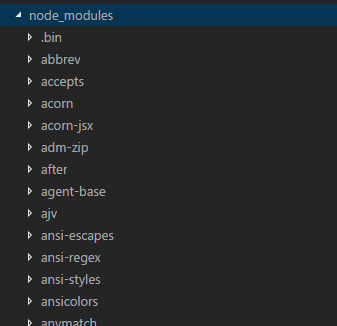 node_modules
.bin
abbrev
accepts
acorn
acorn-jsx
adm-zip
after
agent-base
ajv
ansi-escapes
ansi-regex
ansi-styles
ansicolors
anymatch